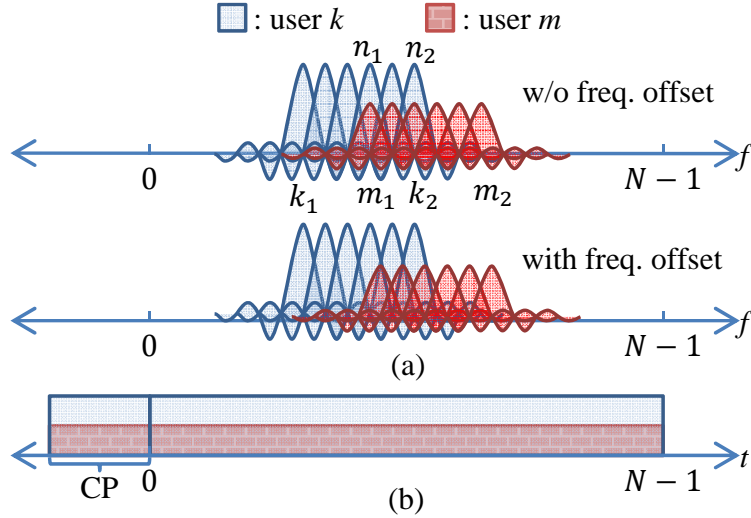 : user k : user m
n₁ n₂
w/o freq. offset
0 N − 1 f
k₁ m₁ k₂ m₂
with freq. offset
0 N − 1 f
(a)
CP 0 N − 1 t
(b)